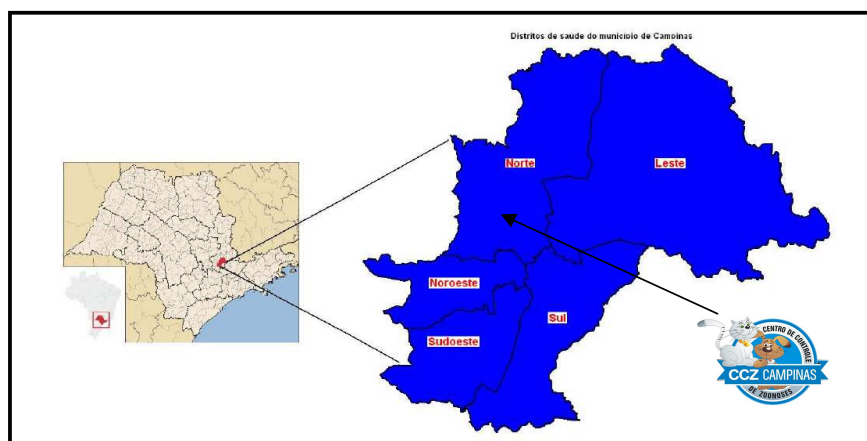 Distritos de saúde do município de Campinas
Norte
Leste
Noroeste
Sul
Sudoeste
CENTRO DE CONTROLE
CCZ CAMPINAS
DE ZOONOSES